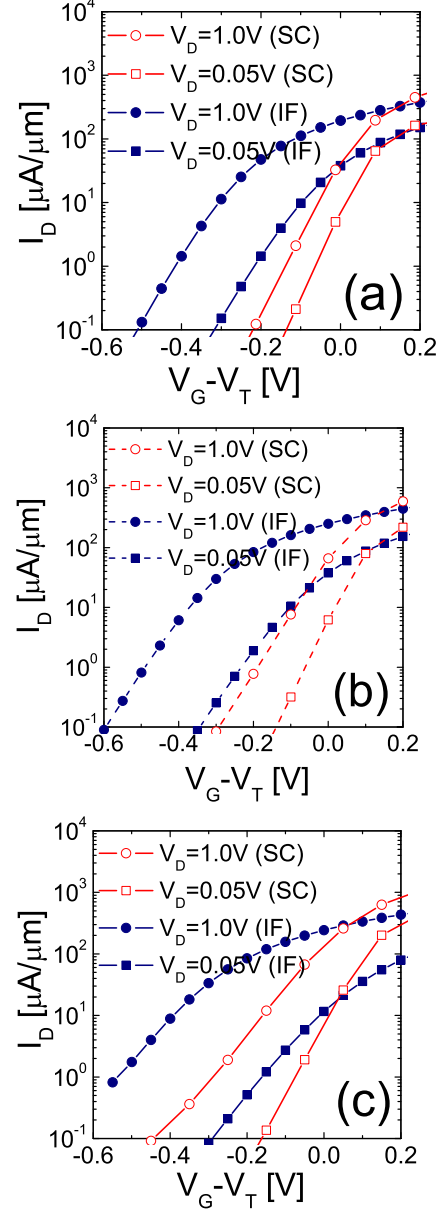 10⁴
V_D=1.0V (SC)
10³
V_D=0.05V (SC)
V_D=1.0V (IF)
10²
V_D=0.05V (IF)
10¹
10⁰
10⁻¹
I_D [μA/μm]
(a)
-0.6 -0.4 -0.2 0.0 0.2
V_G-V_T [V]
10⁴
V_D=1.0V (SC)
V_D=0.05V (SC)
10³
V_D=1.0V (IF)
10²
V_D=0.05V (IF)
10¹
10⁰
10⁻¹
I_D [μA/μm]
(b)
-0.6 -0.4 -0.2 0.0 0.2
V_G-V_T [V]
10⁴
V_D=1.0V (SC)
10³
V_D=0.05V (SC)
V_D=1.0V (IF)
10²
V_D=0.05V (IF)
10¹
10⁰
10⁻¹
I_D [μA/μm]
(c)
-0.6 -0.4 -0.2 0.0 0.2
V_G-V_T [V]